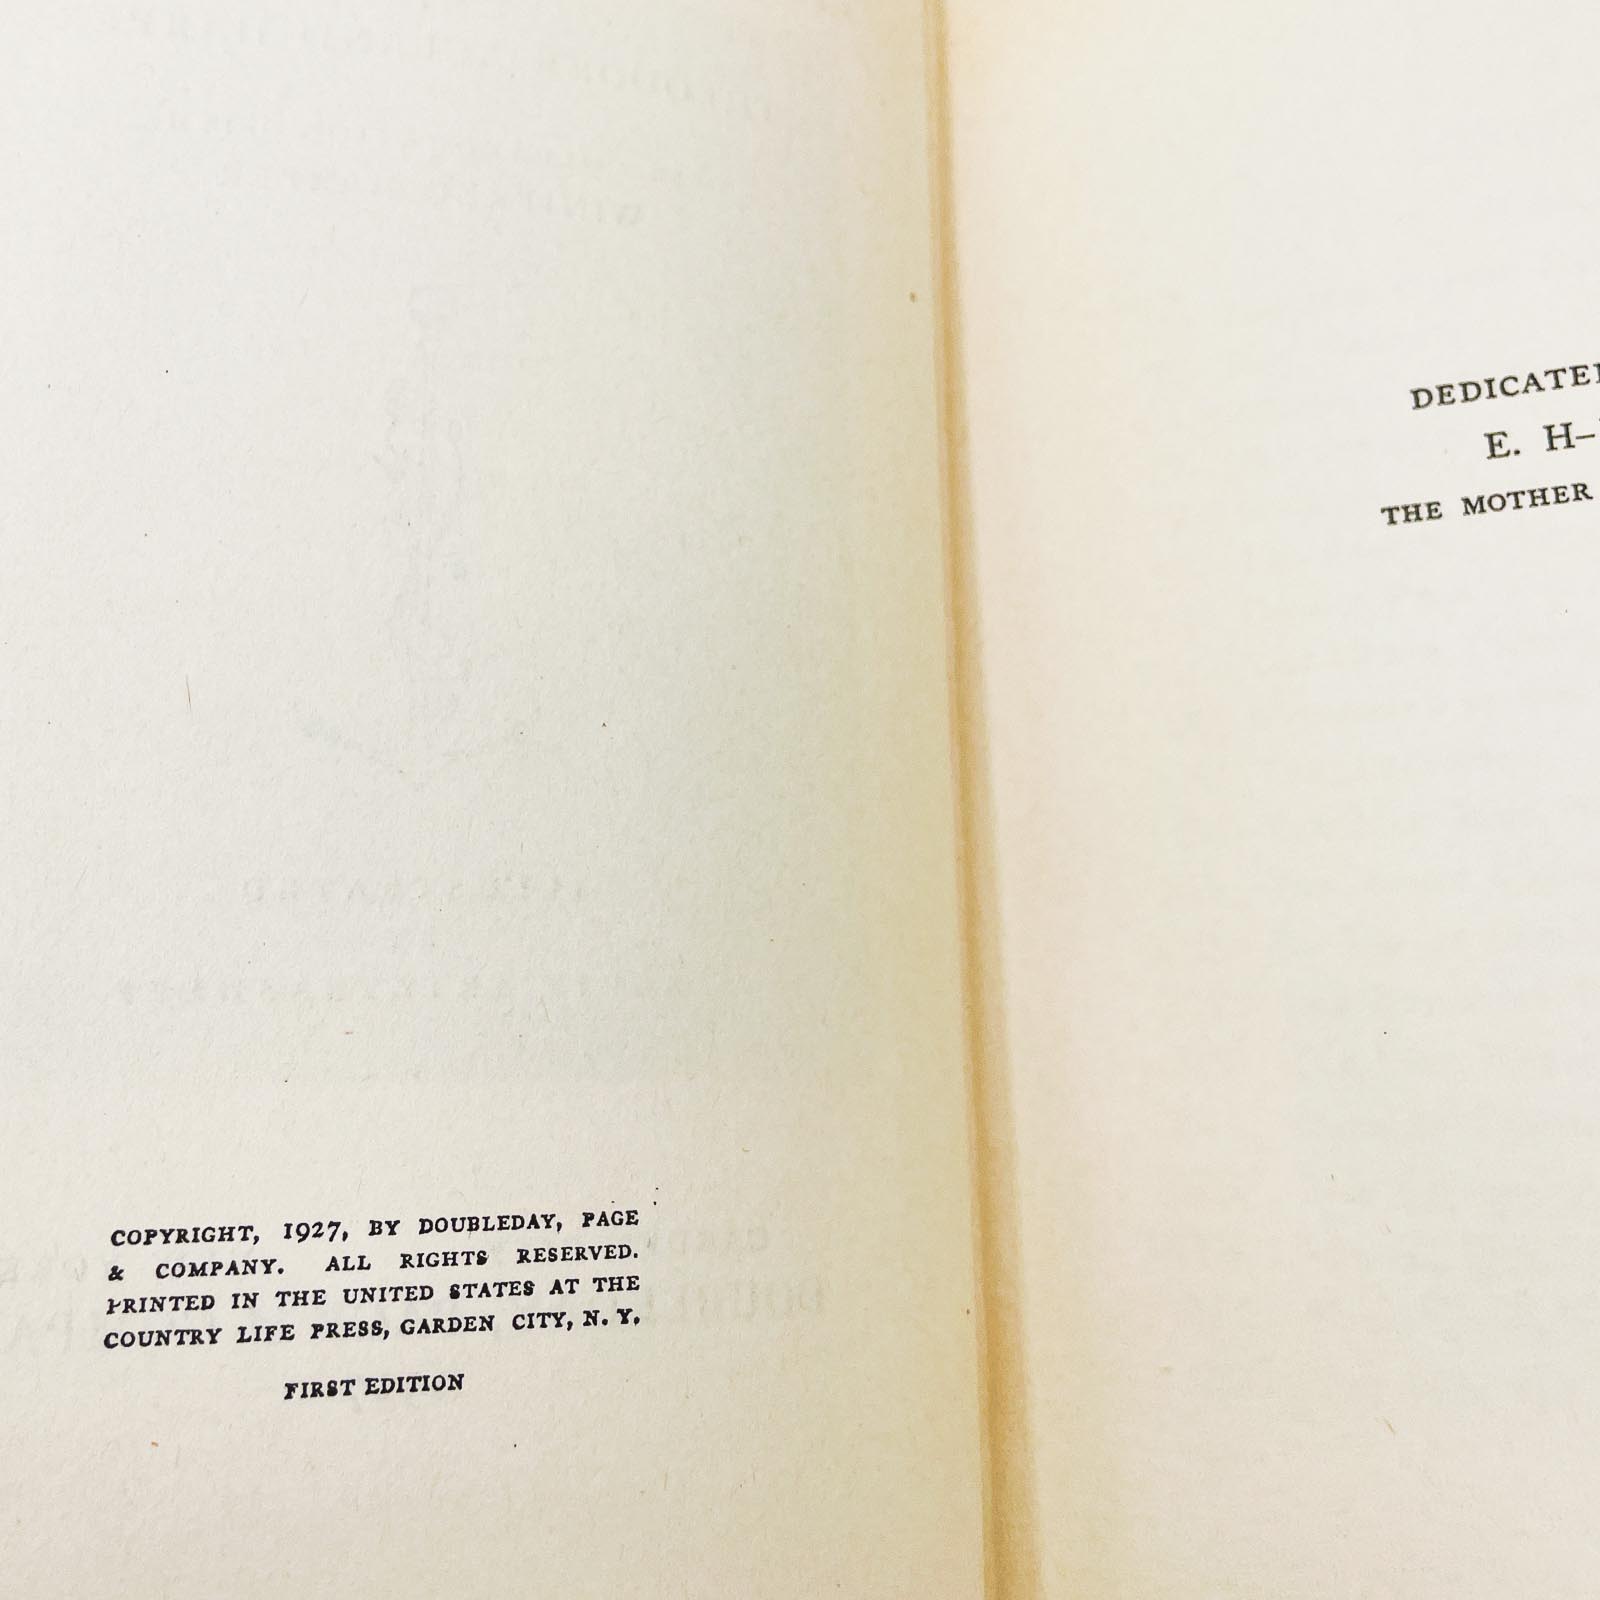 COPYRIGHT, 1927, BY DOUBLEDAY, PAGE
& COMPANY. ALL RIGHTS RESERVED.
PRINTED IN THE UNITED STATES AT THE
COUNTRY LIFE PRESS, GARDEN CITY, N. Y.
FIRST EDITION
DEDICATE
E. H–
THE MOTHER